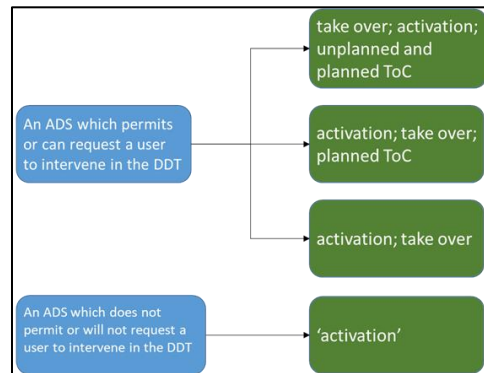 take over; activation;
unplanned and
planned ToC
An ADS which permits
or can request a user
to intervene in the DDT
activation; take over;
planned ToC
activation; take over
An ADS which does not
permit or will not request a
user to intervene in the DDT
‘activation’